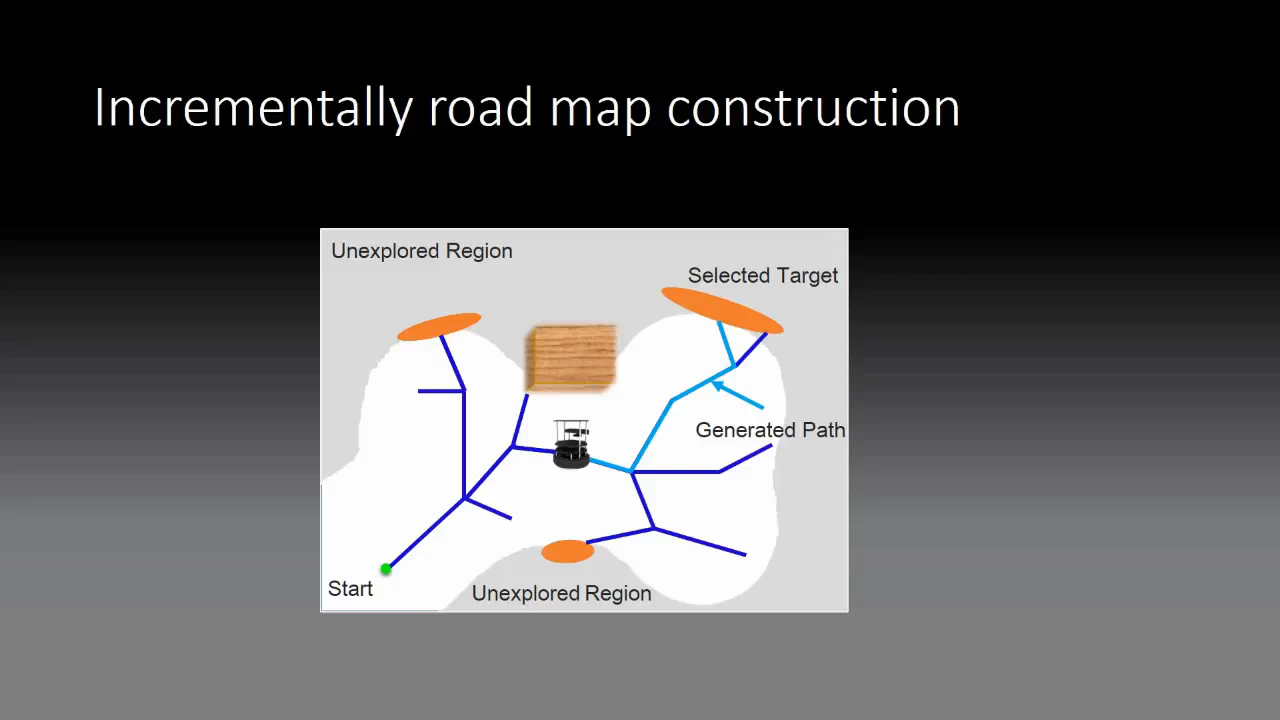 Incrementally road map construction
Unexplored Region
Selected Target
Generated Path
Start
Unexplored Region